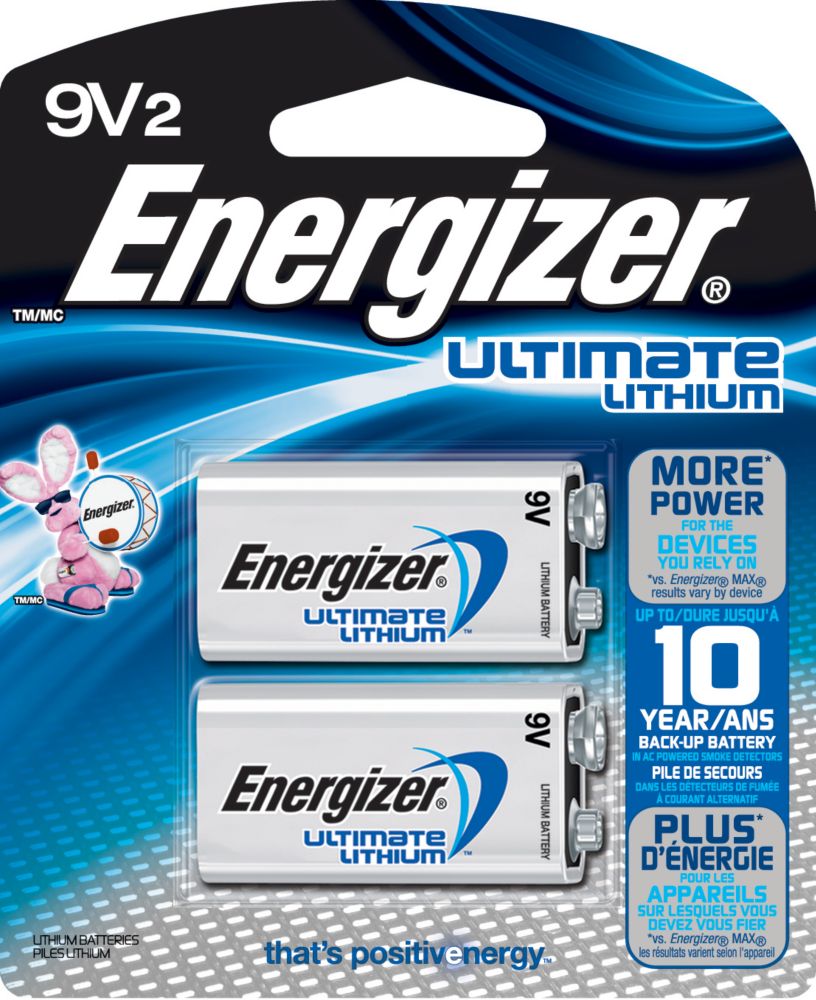 9V2
Energizer®
TM/MC
ULTIMATE
LITHIUM
Energizer®
TM/MC
9V
Energizer®
ULTIMATE
LITHIUM™
LITHIUM BATTERY
9V
Energizer®
ULTIMATE
LITHIUM™
LITHIUM BATTERY
MORE*
POWER
FOR THE
DEVICES
YOU RELY ON
*vs. Energizer® MAX®
results vary by device
UP TO/DURE JUSQU'À
10
YEAR/ANS
BACK-UP BATTERY
IN AC POWERED SMOKE DETECTORS
PILE DE SECOURS
DANS LES DÉTECTEURS DE FUMÉE
À COURANT ALTERNATIF
PLUS*
D'ÉNERGIE
POUR LES
APPAREILS
SUR LESQUELS VOUS
DEVEZ VOUS FIER
*vs. Energizer® MAX®
les résultats varient selon l'appareil
LITHIUM BATTERIES
PILES LITHIUM
that's positivenergy™